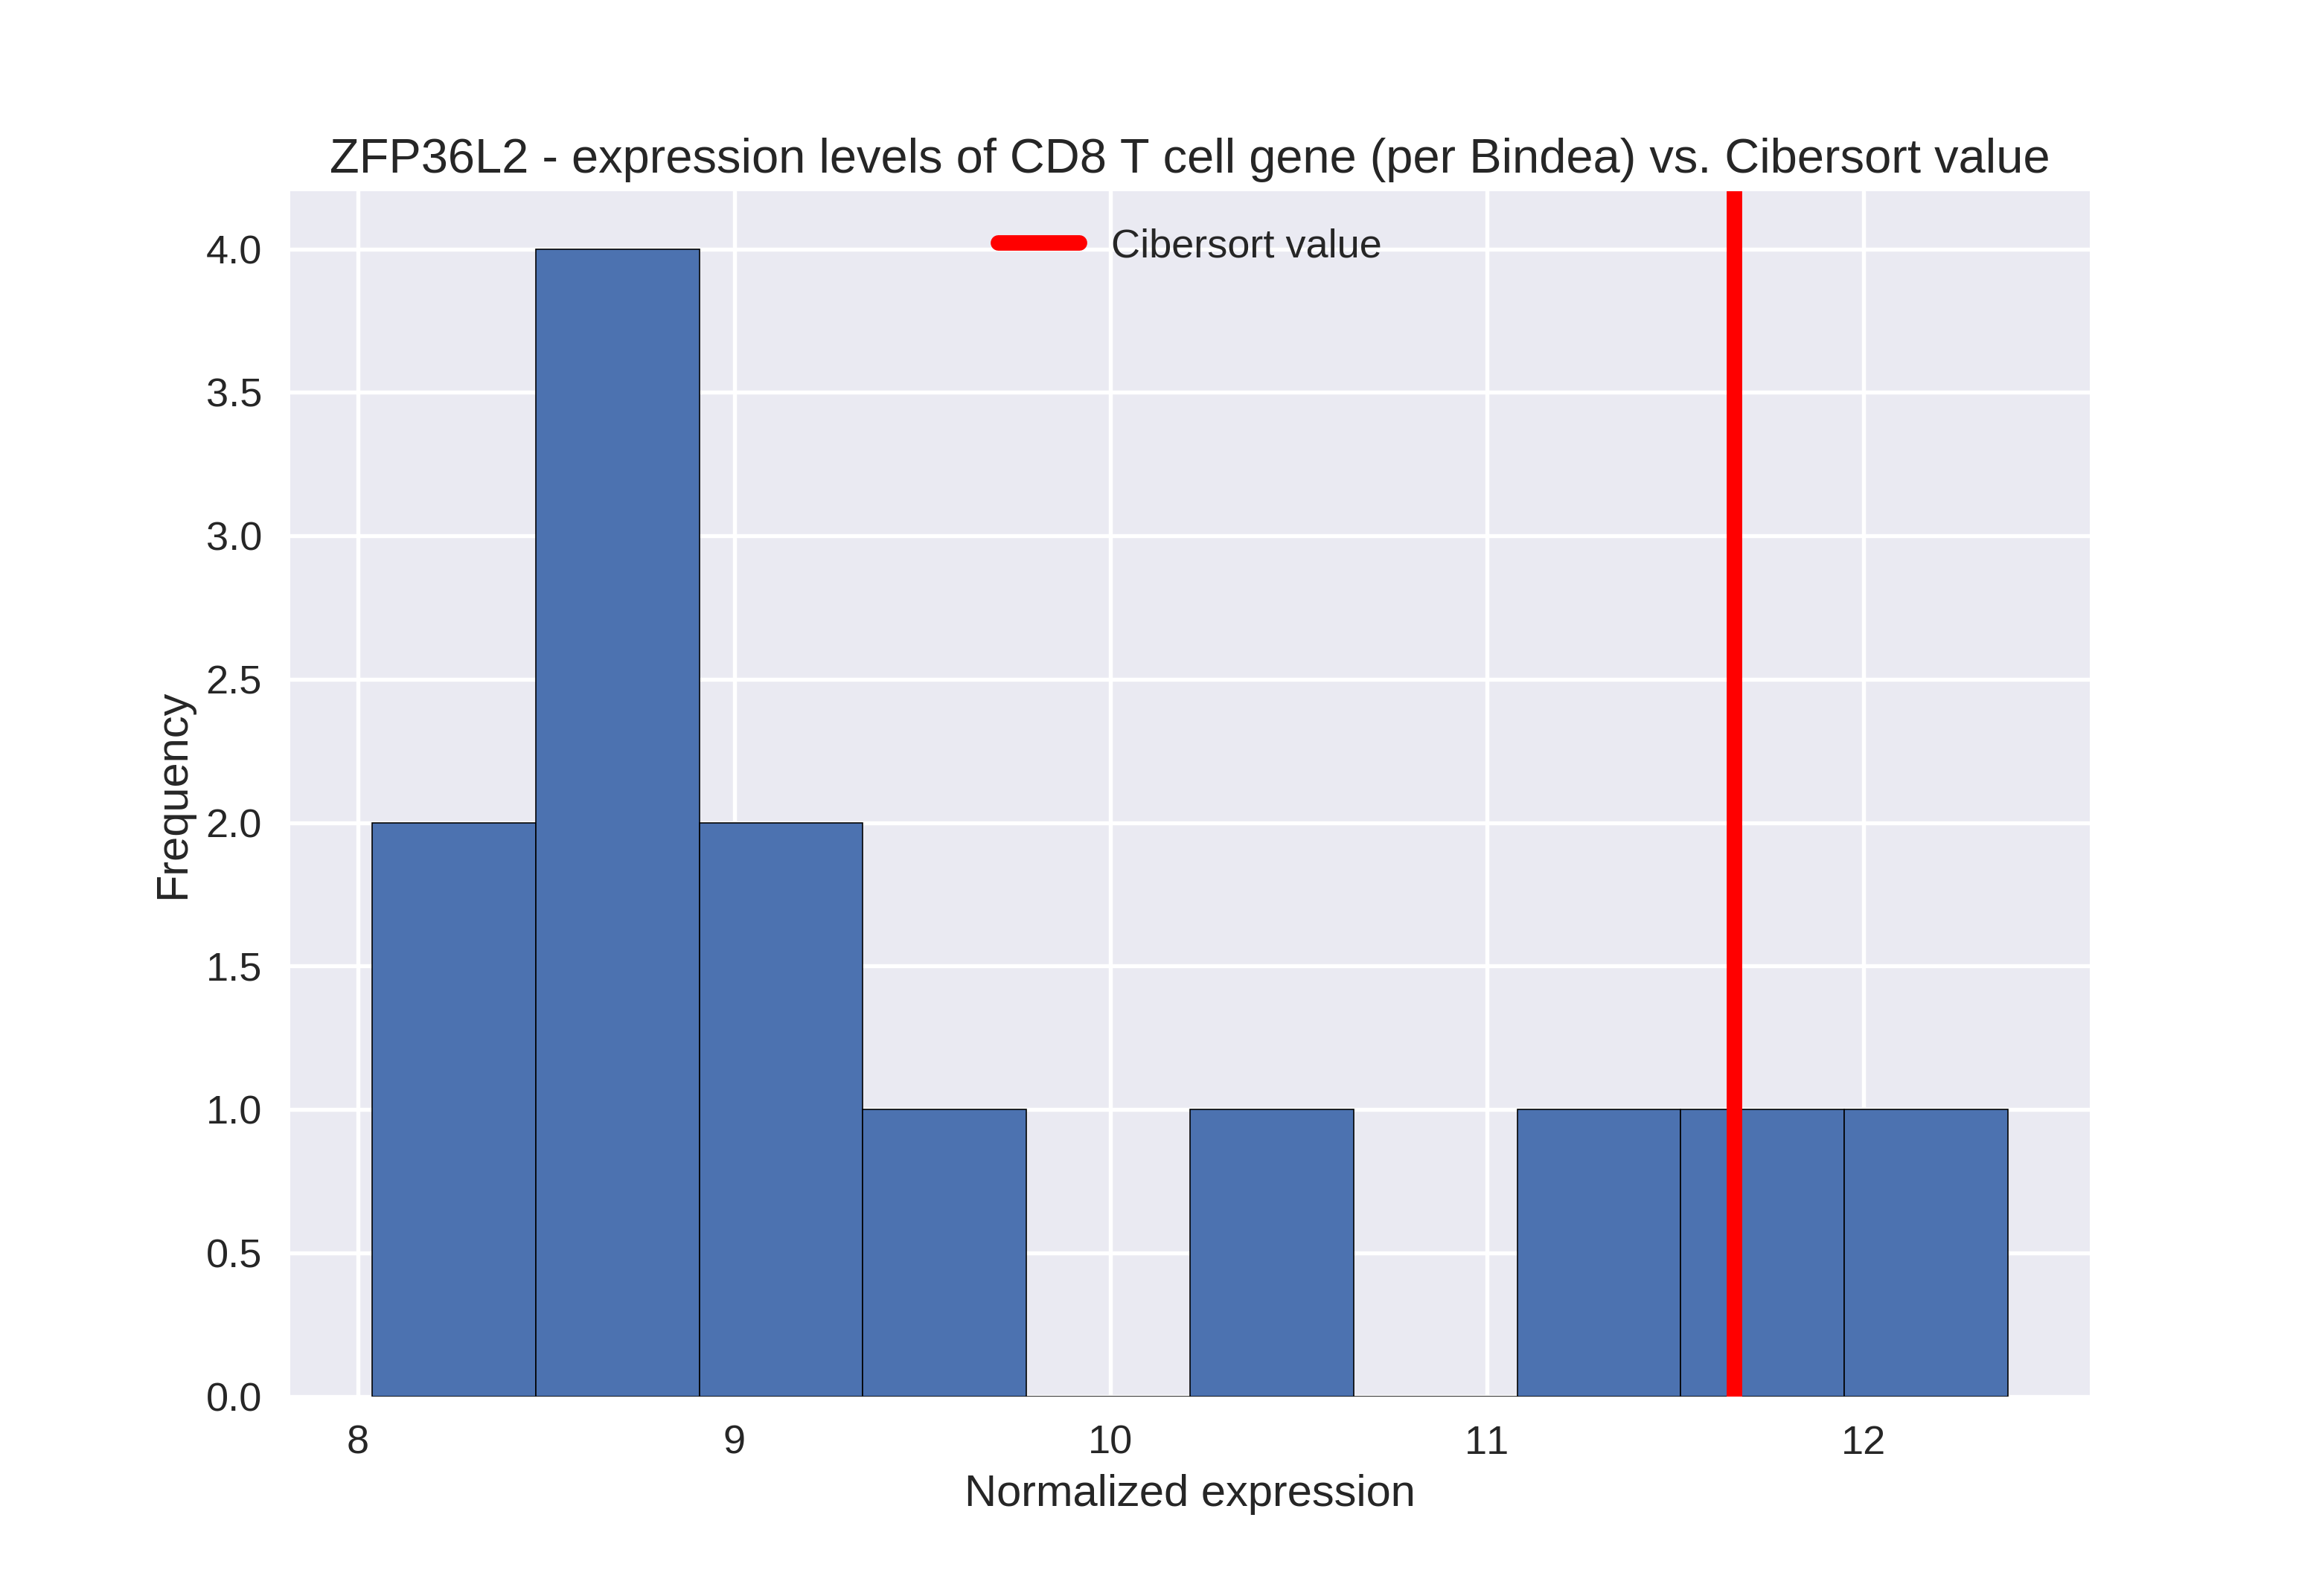 ZFP36L2 - expression levels of CD8 T cell gene (per Bindea) vs. Cibersort value
Cibersort value
4.0
3.5
3.0
2.5
2.0
1.5
1.0
0.5
0.0
Frequency
8 9 10 11 12
Normalized expression